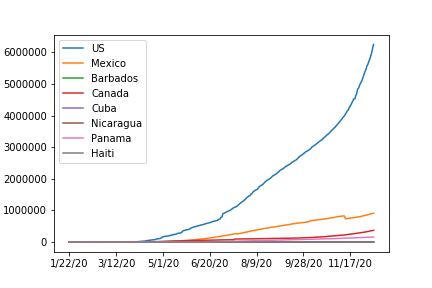 6000000
5000000
4000000
3000000
2000000
1000000
0
US
Mexico
Barbados
Canada
Cuba
Nicaragua
Panama
Haiti
1/22/20 3/12/20 5/1/20 6/20/20 8/9/20 9/28/20 11/17/20